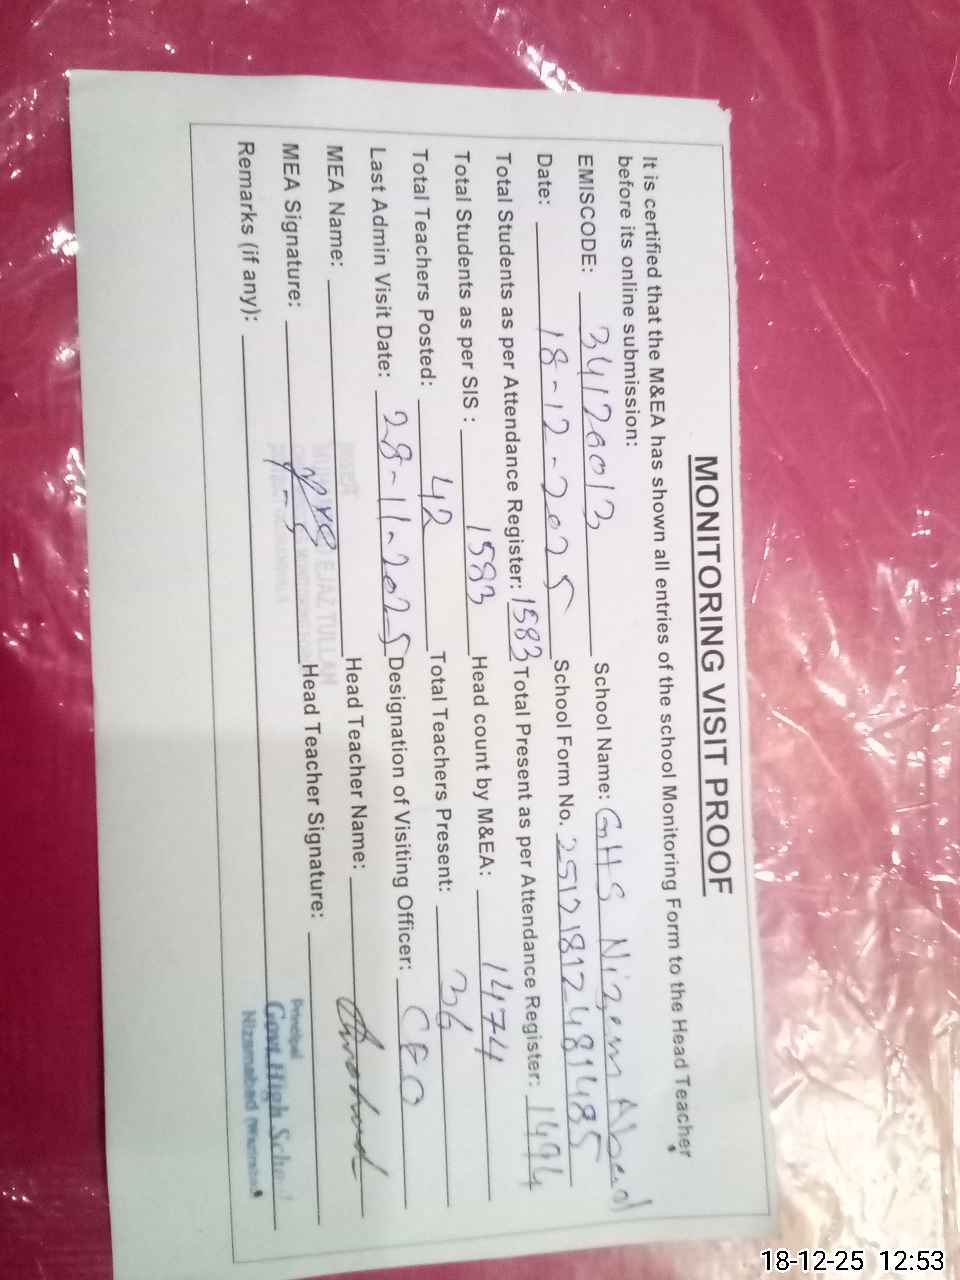 MONITORING VISIT PROOF
It is certified that the M&EA has shown all entries of the school Monitoring Form to the Head Teacher
before its online submission:
EMISCODE: 34120013 School Name: GHS Nizam Abad
Date: 18-12-2025 School Form No. 25121812481485
Total Students as per Attendance Register: 1583 Total Present as per Attendance Register: 1494
Total Students as per SIS : 1583 Head count by M&EA: 1474
Total Teachers Posted: 42 Total Teachers Present: 36
Last Admin Visit Date: 28-11-2025 Designation of Visiting Officer: CEO
MEA Name: EJAZ TULLAH Head Teacher Name:
MEA Signature: Head Teacher Signature:
Principal
Govt. High School
Nizamabad
Remarks (if any):
18-12-25 12:53